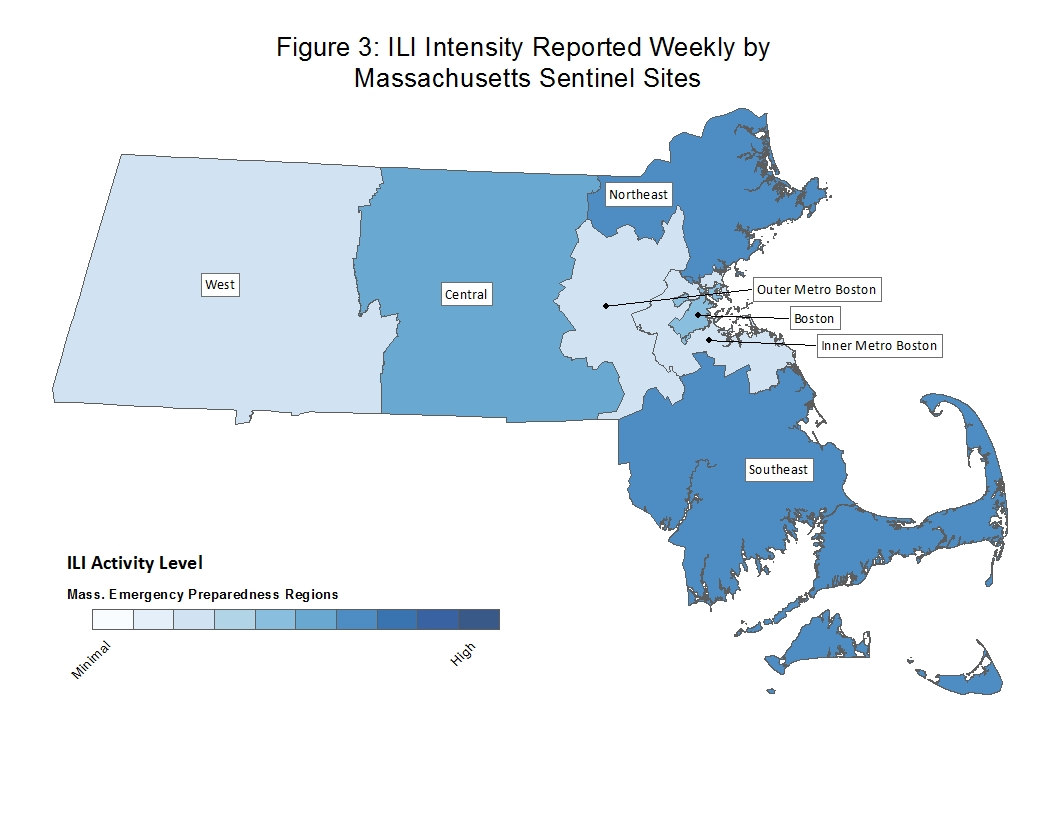 Figure 3: ILI Intensity Reported Weekly by
Massachusetts Sentinel Sites
Northeast
West
Central
Outer Metro Boston
Boston
Inner Metro Boston
Southeast
ILI Activity Level
Mass. Emergency Preparedness Regions
Minimal
High